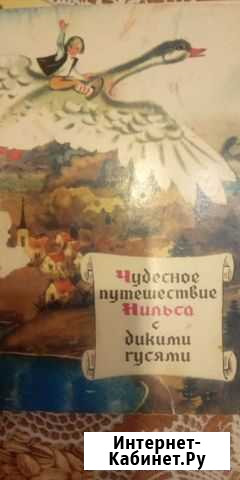 Чудесное
путешествие
Нильса
с
дикими
гусями
Интернет-
Кабинет.Ру